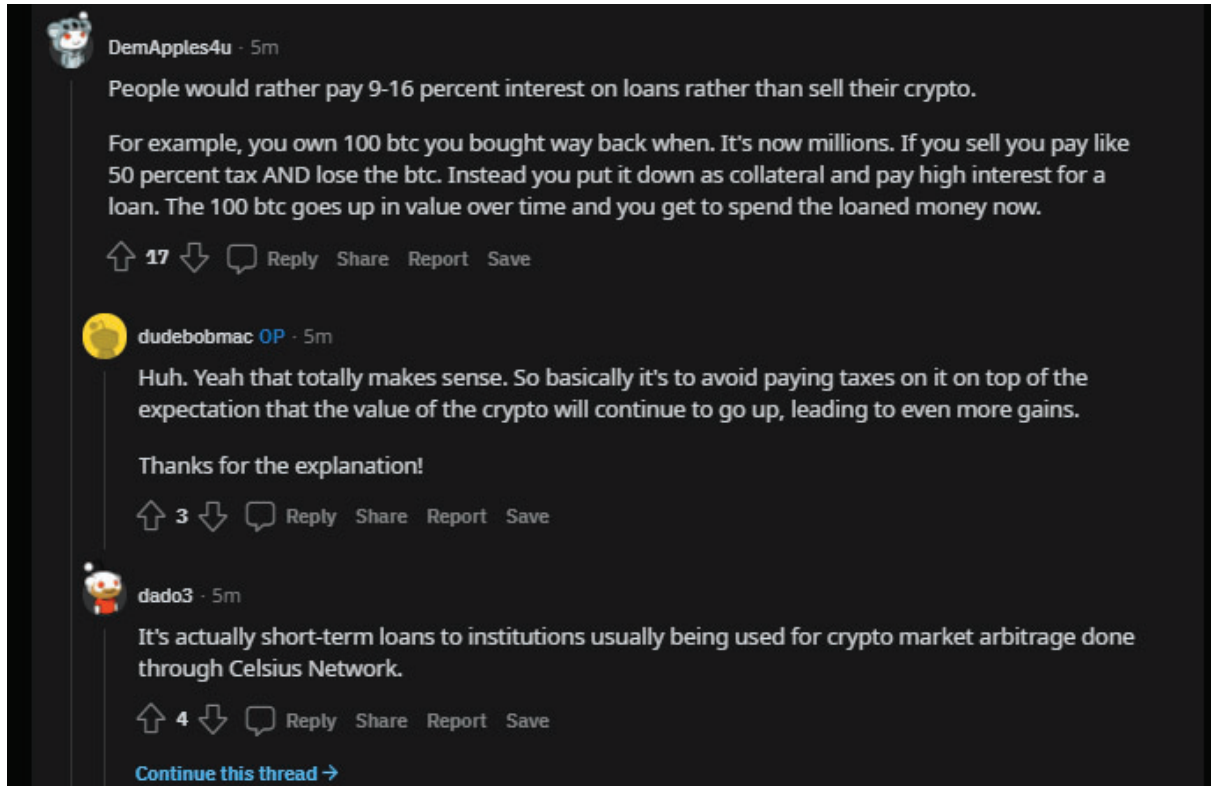 DemApples4u · 5m
People would rather pay 9-16 percent interest on loans rather than sell their crypto.
For example, you own 100 btc you bought way back when. It's now millions. If you sell you pay like
50 percent tax AND lose the btc. Instead you put it down as collateral and pay high interest for a
loan. The 100 btc goes up in value over time and you get to spend the loaned money now.
17 Reply Share Report Save
dudebobmac OP · 5m
Huh. Yeah that totally makes sense. So basically it's to avoid paying taxes on it on top of the
expectation that the value of the crypto will continue to go up, leading to even more gains.
Thanks for the explanation!
3 Reply Share Report Save
dado3 · 5m
It's actually short-term loans to institutions usually being used for crypto market arbitrage done
through Celsius Network.
4 Reply Share Report Save
Continue this thread →